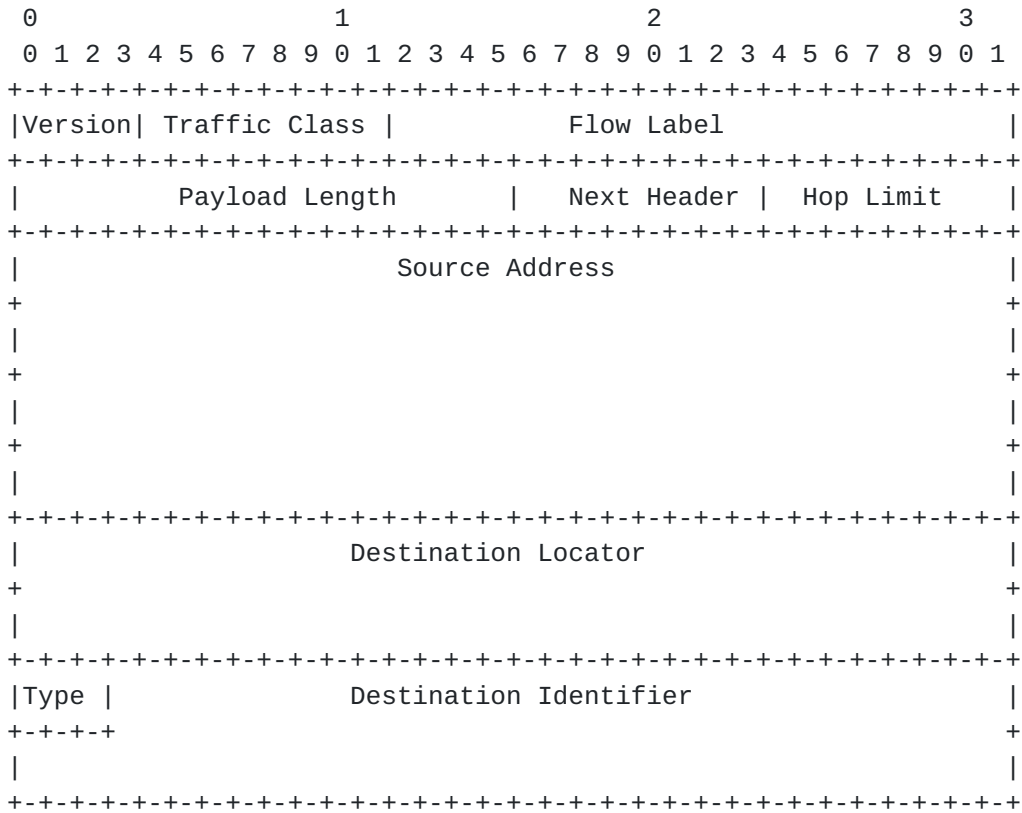 0                   1                   2                   3
 0 1 2 3 4 5 6 7 8 9 0 1 2 3 4 5 6 7 8 9 0 1 2 3 4 5 6 7 8 9 0 1
+-+-+-+-+-+-+-+-+-+-+-+-+-+-+-+-+-+-+-+-+-+-+-+-+-+-+-+-+-+-+-+-+
|Version| Traffic Class |           Flow Label                  |
+-+-+-+-+-+-+-+-+-+-+-+-+-+-+-+-+-+-+-+-+-+-+-+-+-+-+-+-+-+-+-+-+
|          Payload Length       |   Next Header |  Hop Limit    |
+-+-+-+-+-+-+-+-+-+-+-+-+-+-+-+-+-+-+-+-+-+-+-+-+-+-+-+-+-+-+-+-+
|                        Source Address                         |
+                                                               +
|                                                               |
+                                                               +
|                                                               |
+                                                               +
|                                                               |
+-+-+-+-+-+-+-+-+-+-+-+-+-+-+-+-+-+-+-+-+-+-+-+-+-+-+-+-+-+-+-+-+
|                     Destination Locator                       |
+                                                               +
|                                                               |
+-+-+-+-+-+-+-+-+-+-+-+-+-+-+-+-+-+-+-+-+-+-+-+-+-+-+-+-+-+-+-+-+
|Type |               Destination Identifier                    |
+-+-+-+                                                         +
|                                                               |
+-+-+-+-+-+-+-+-+-+-+-+-+-+-+-+-+-+-+-+-+-+-+-+-+-+-+-+-+-+-+-+-+